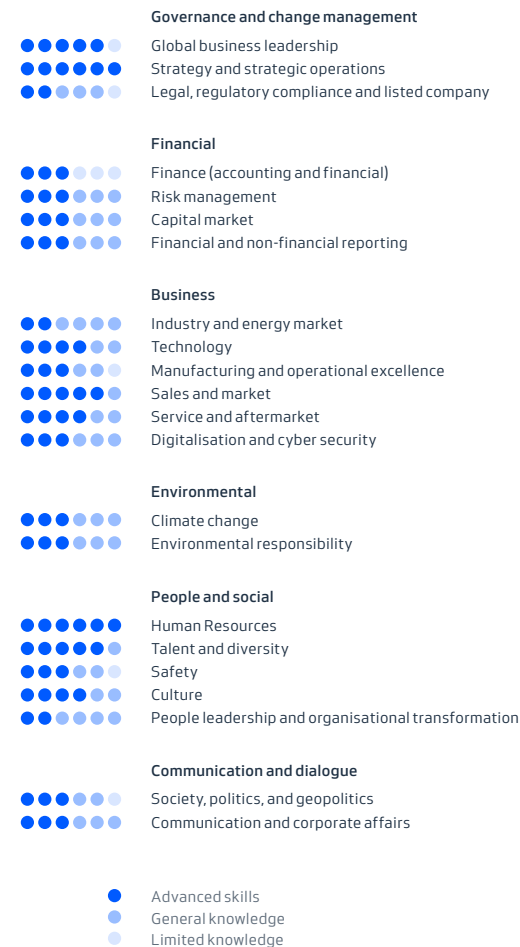 Governance and change management
Global business leadership
Strategy and strategic operations
Legal, regulatory compliance and listed company
Financial
Finance (accounting and financial)
Risk management
Capital market
Financial and non-financial reporting
Business
Industry and energy market
Technology
Manufacturing and operational excellence
Sales and market
Service and aftermarket
Digitalisation and cyber security
Environmental
Climate change
Environmental responsibility
People and social
Human Resources
Talent and diversity
Safety
Culture
People leadership and organisational transformation
Communication and dialogue
Society, politics, and geopolitics
Communication and corporate affairs
Advanced skills
General knowledge
Limited knowledge